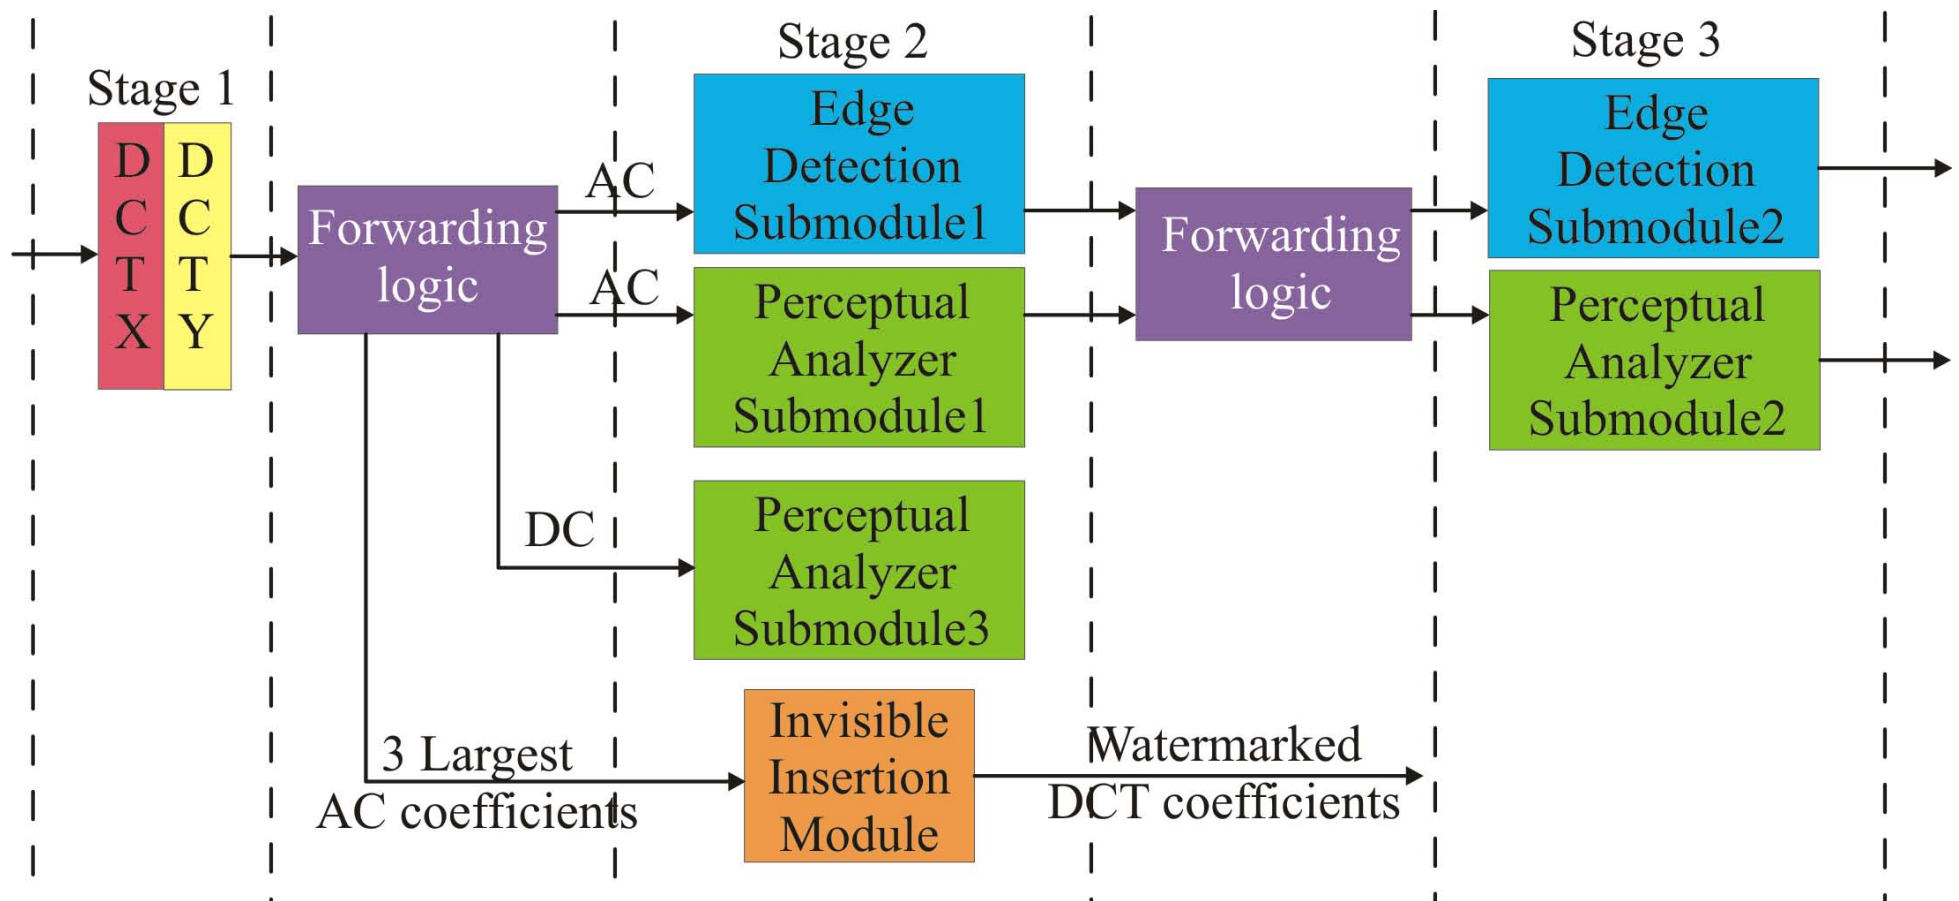 Stage 1
D
C
T
X
D
C
T
Y
Forwarding
logic
AC
AC
DC
3 Largest
AC coefficients
Stage 2
Edge
Detection
Submodule1
Perceptual
Analyzer
Submodule1
Perceptual
Analyzer
Submodule3
Invisible
Insertion
Module
Forwarding
logic
Watermarked
DCT coefficients
Stage 3
Edge
Detection
Submodule2
Perceptual
Analyzer
Submodule2